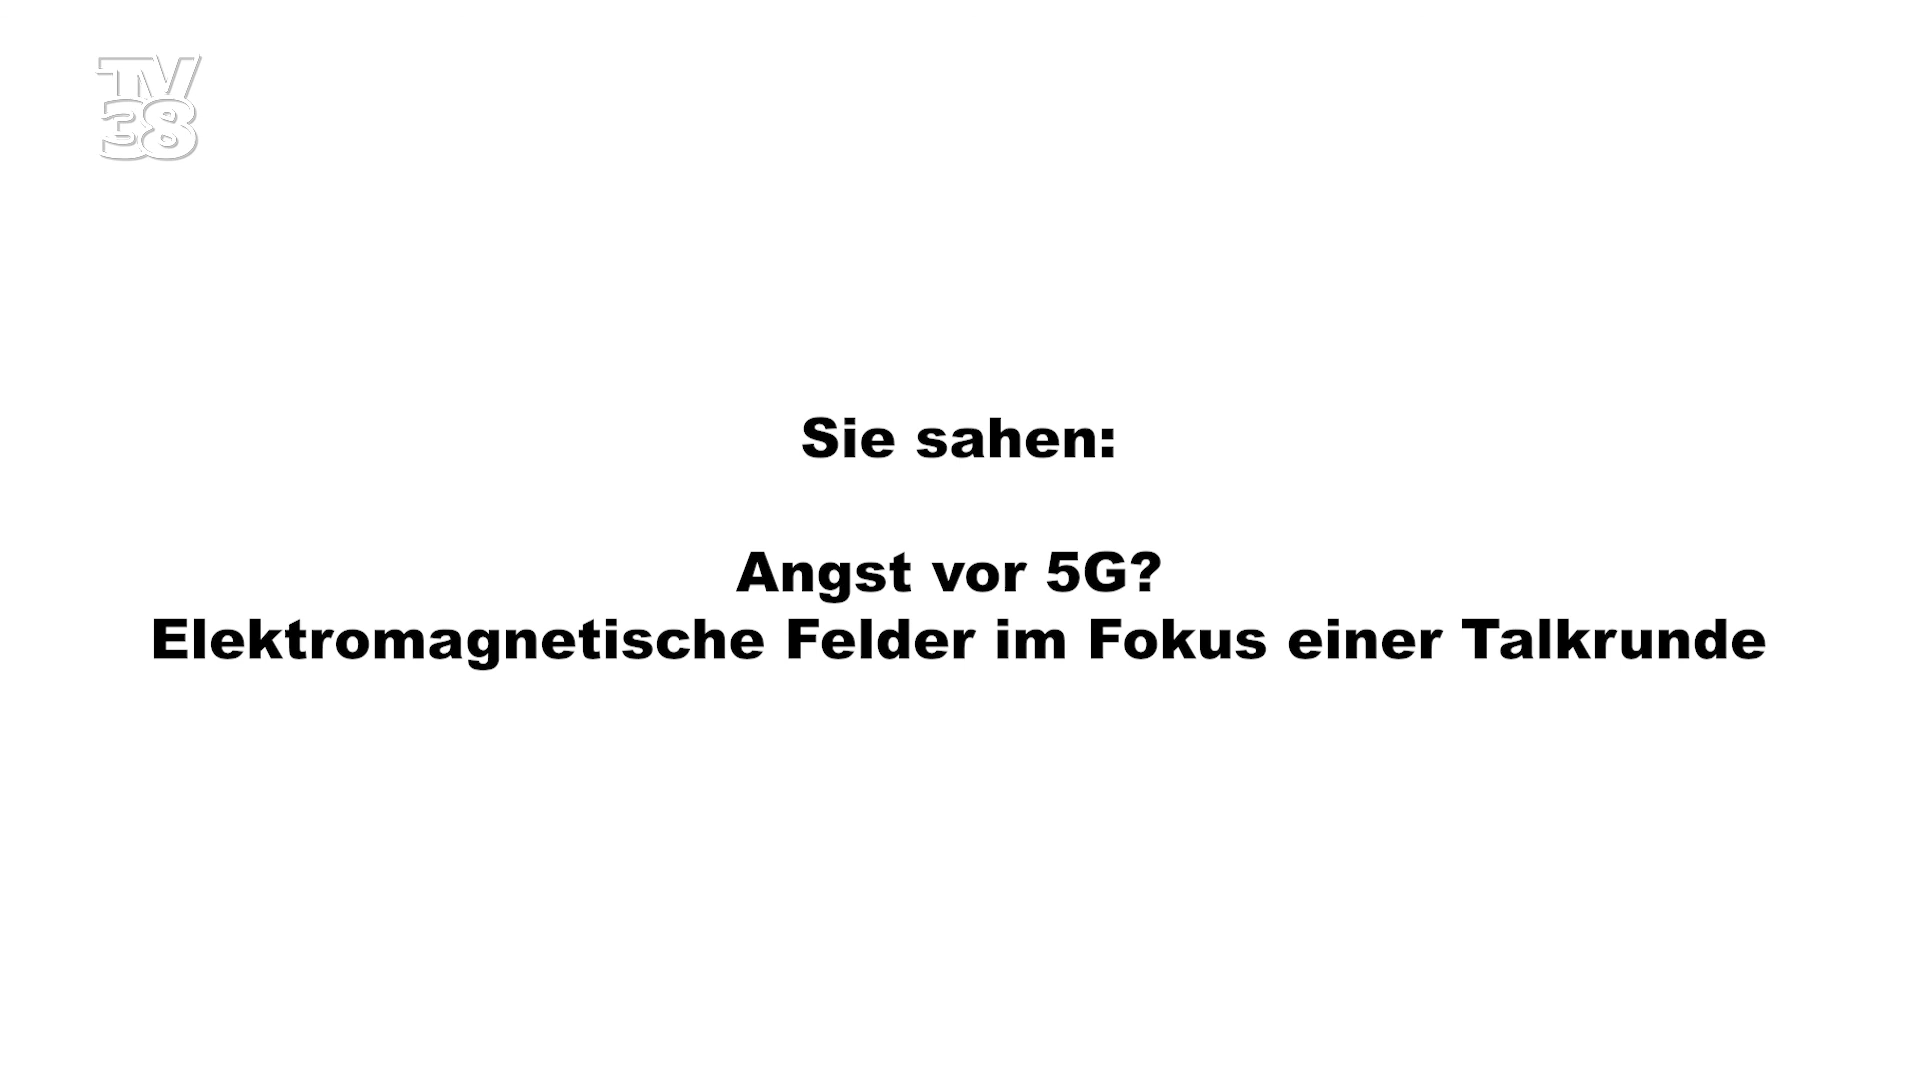 TV
38
Sie sahen:
Angst vor 5G?
Elektromagnetische Felder im Fokus einer Talkrunde